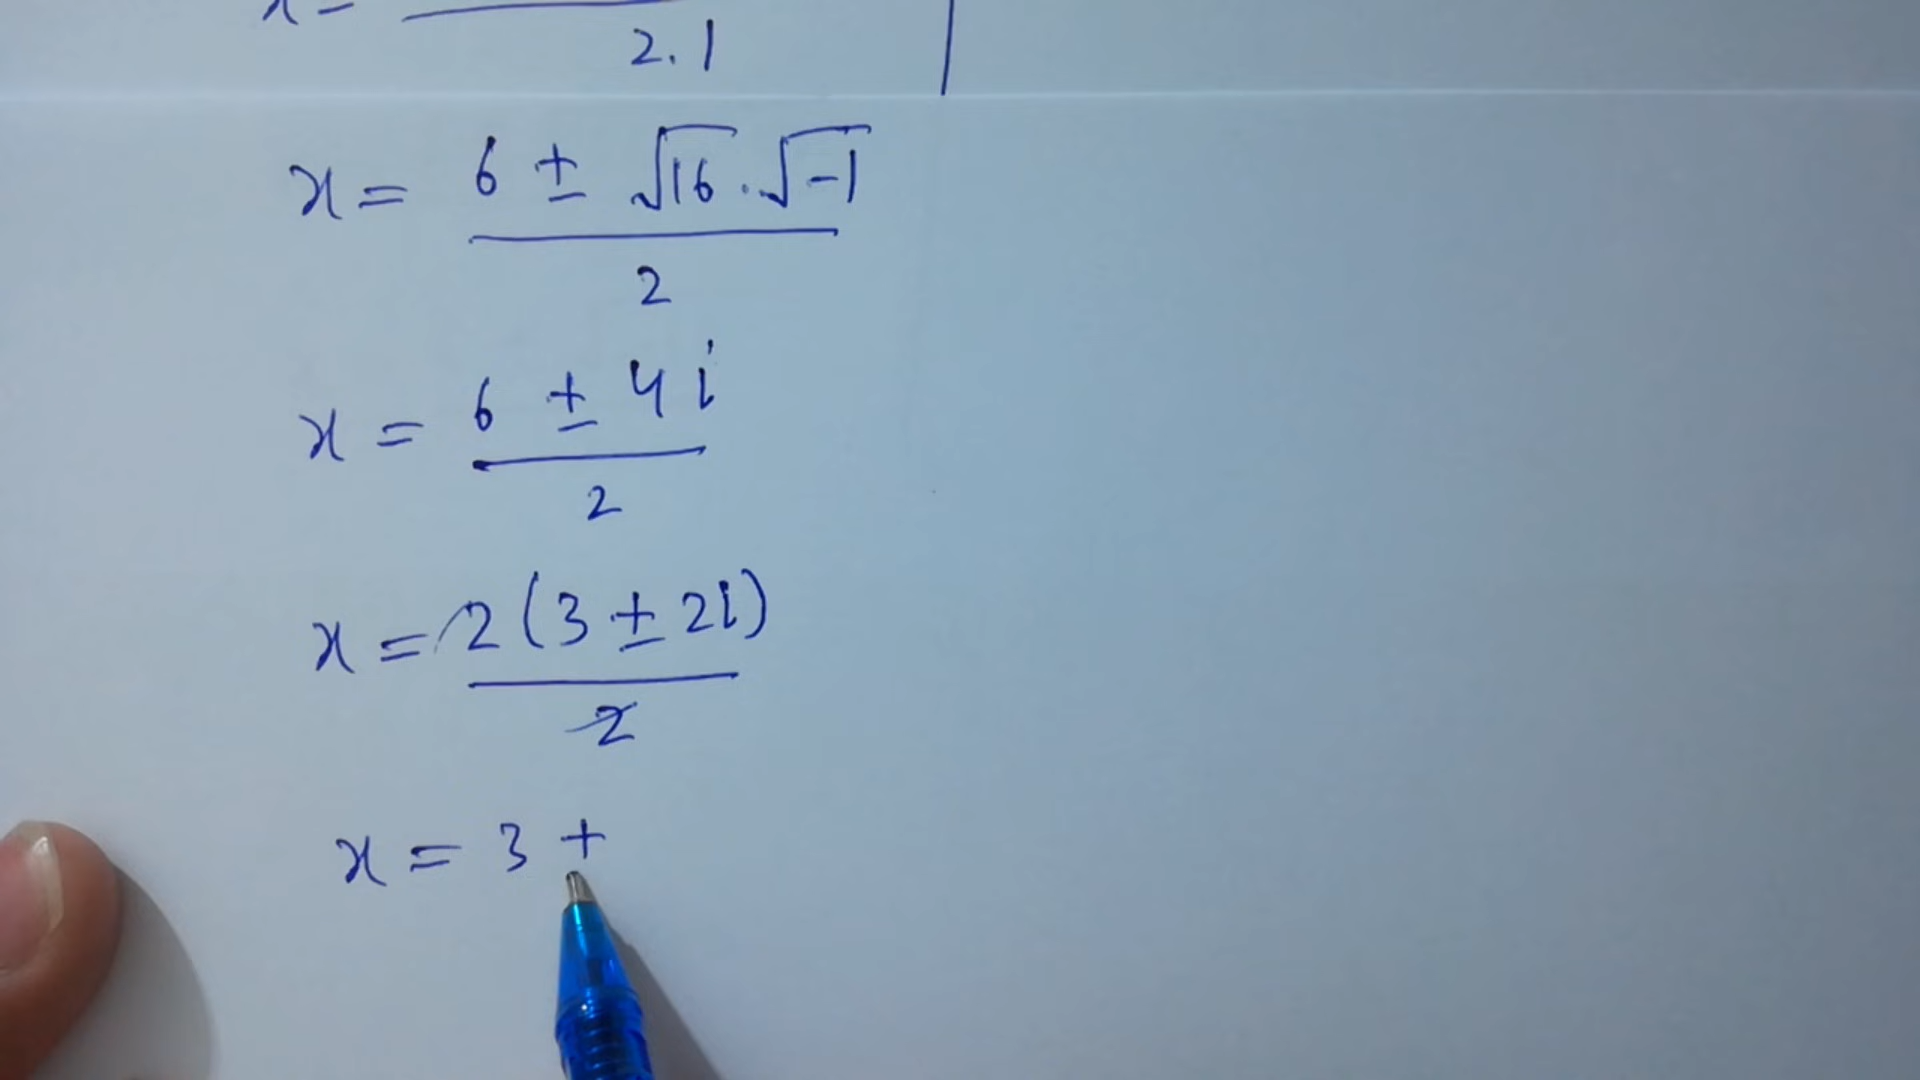 x =
2.1
x = 6 ± √16 . √-1
2
x = 6 ± 4i
2
x = 2(3 ± 2i)
2
x = 3 +